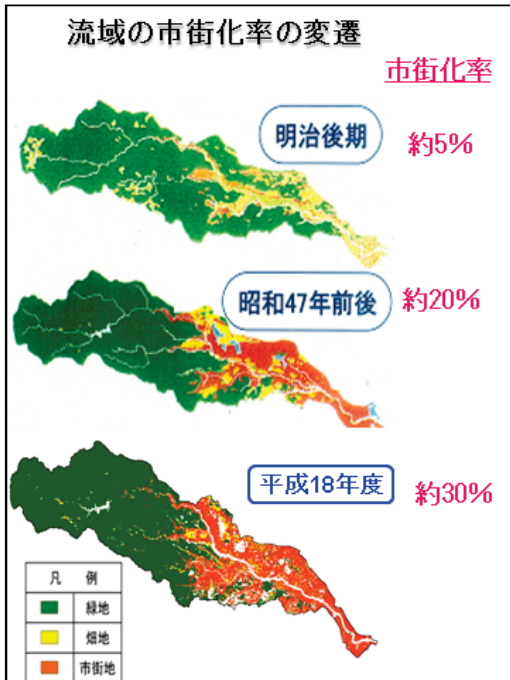 流域の市街化率の変遷
市街化率
明治後期
約5%
昭和47年前後
約20%
平成18年度
約30%
凡 例
緑地
畑地
市街地